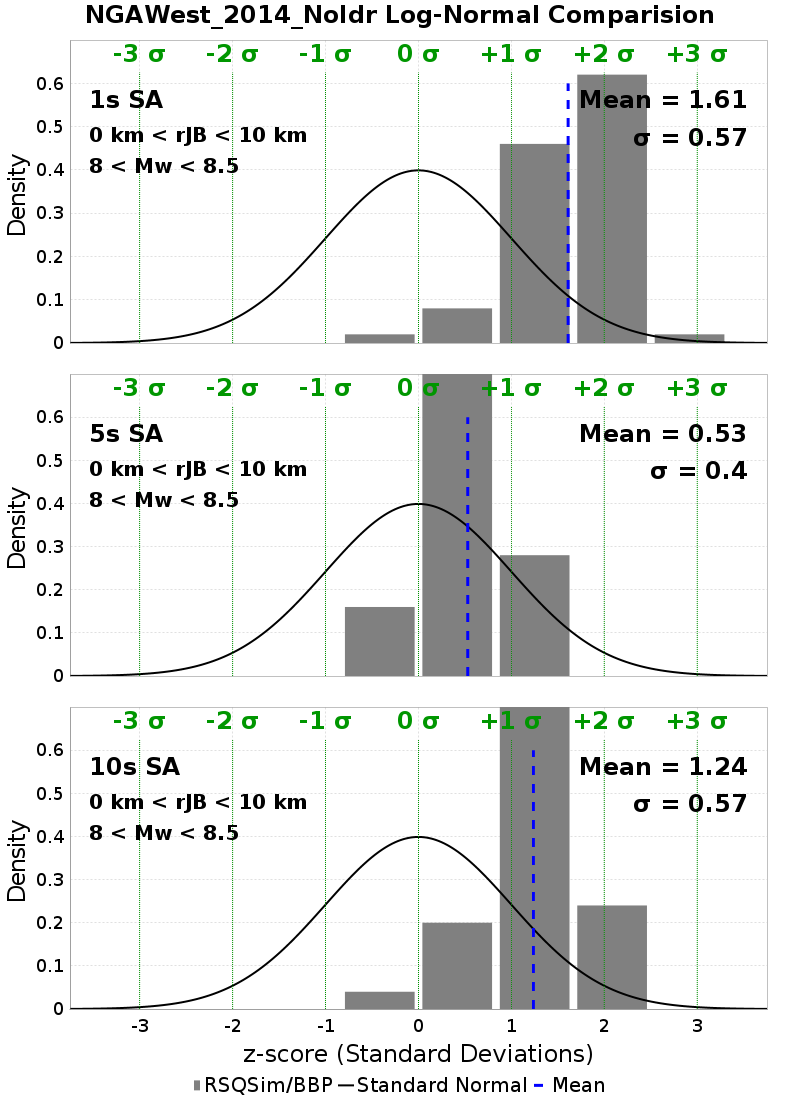 NGAWest_2014_NoIdr Log-Normal Comparision
-3 σ -2 σ -1 σ 0 σ +1 σ +2 σ +3 σ
1s SA
Mean = 1.61
0 km < rJB < 10 km
σ = 0.57
8 < Mw < 8.5
Density
0.6
0.5
0.4
0.3
0.2
0.1
0
-3 σ -2 σ -1 σ 0 σ +1 σ +2 σ +3 σ
5s SA
Mean = 0.53
0 km < rJB < 10 km
σ = 0.4
8 < Mw < 8.5
Density
0.6
0.5
0.4
0.3
0.2
0.1
0
-3 σ -2 σ -1 σ 0 σ +1 σ +2 σ +3 σ
10s SA
Mean = 1.24
0 km < rJB < 10 km
σ = 0.57
8 < Mw < 8.5
Density
0.6
0.5
0.4
0.3
0.2
0.1
0
-3 -2 -1 0 1 2 3
z-score (Standard Deviations)
RSQSim/BBP Standard Normal Mean